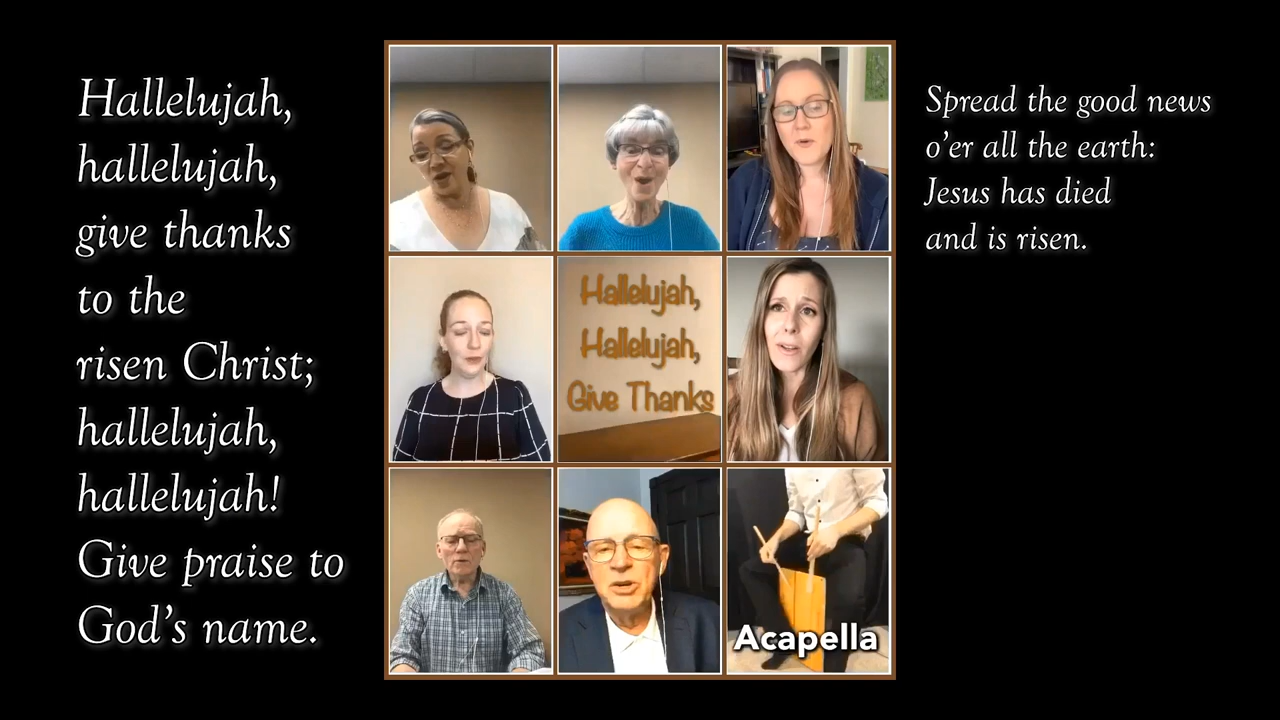 Hallelujah,
hallelujah,
give thanks
to the
risen Christ;
hallelujah,
hallelujah!
Give praise to
God's name.
Hallelujah,
Hallelujah,
Give Thanks
Acapella
Spread the good news
o'er all the earth:
Jesus has died
and is risen.